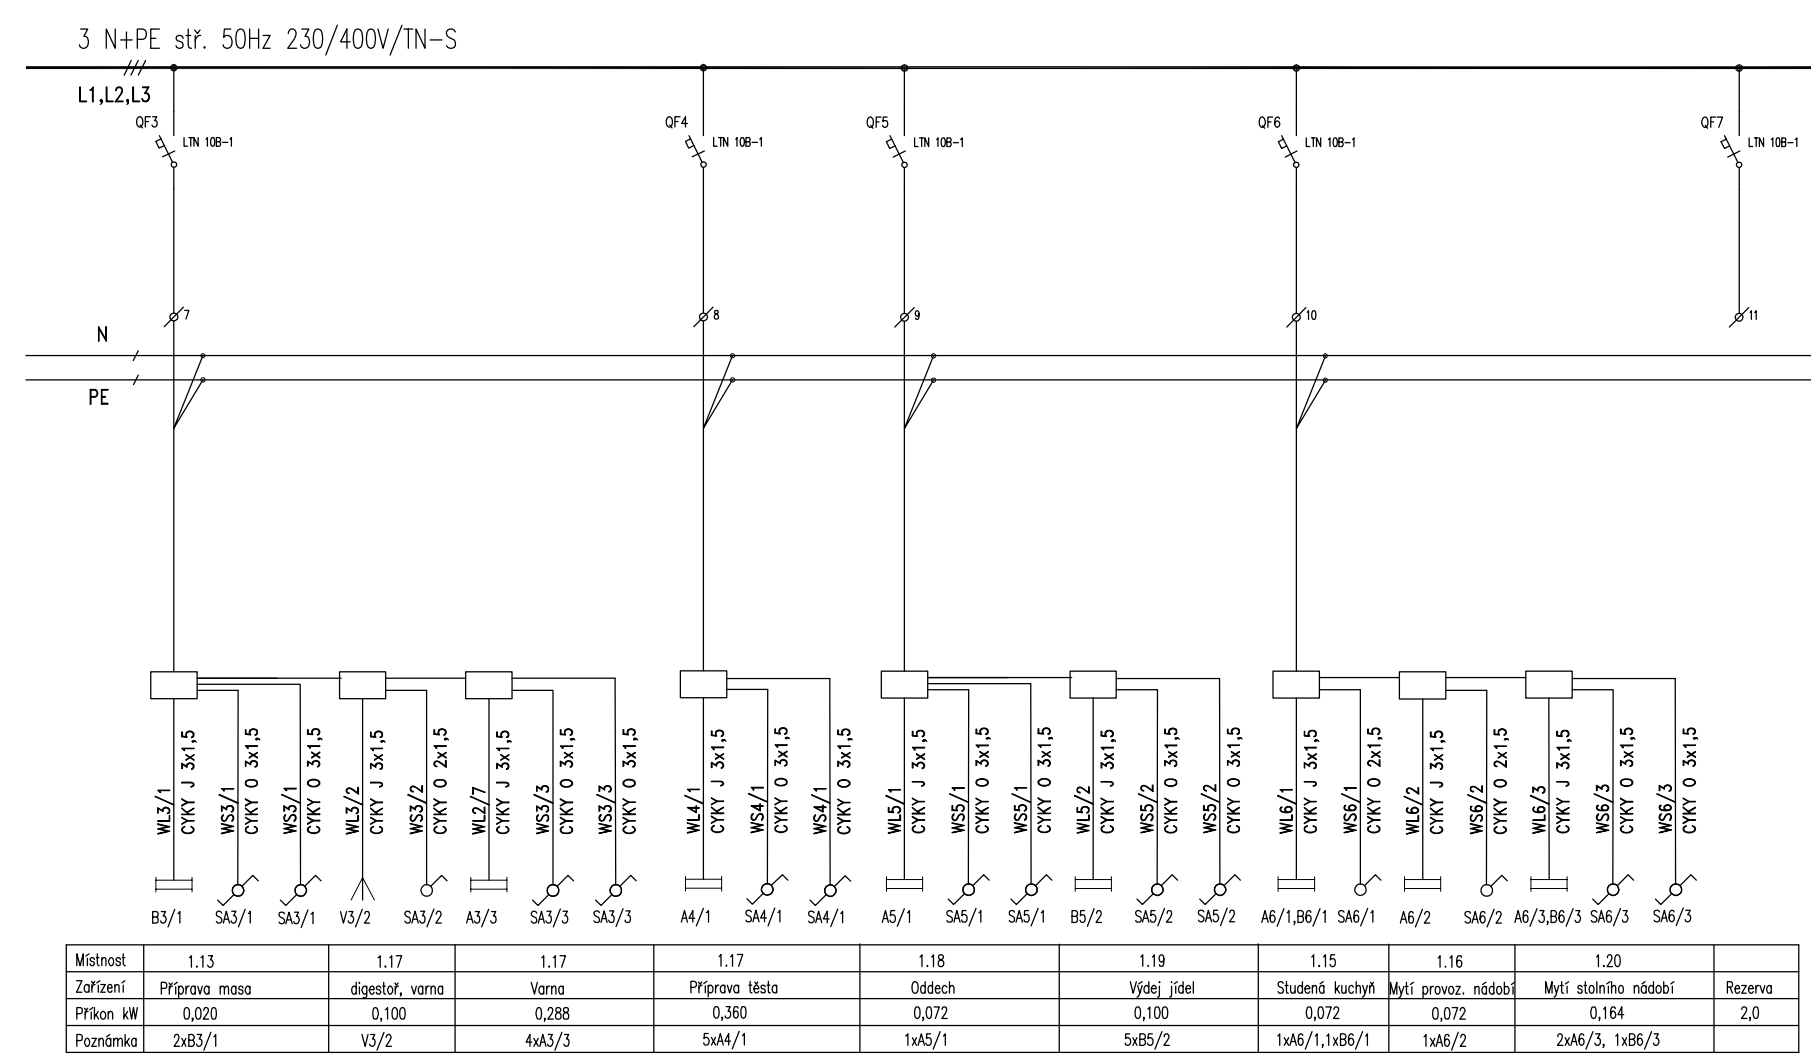 3 N+PE stř. 50Hz 230/400V/TN-S
L1,L2,L3
QF3 LTN 10B-1
QF4 LTN 10B-1
QF5 LTN 10B-1
QF6 LTN 10B-1
QF7 LTN 10B-1
7 8 9 10 11
N
PE
WL3/1 CYKY J 3x1,5
WS3/1 CYKY O 3x1,5
WS3/1 CYKY O 3x1,5
WL3/2 CYKY J 3x1,5
WS3/2 CYKY O 2x1,5
WL2/7 CYKY J 3x1,5
WS3/3 CYKY O 3x1,5
WS3/3 CYKY O 3x1,5
WL4/1 CYKY J 3x1,5
WS4/1 CYKY O 3x1,5
WS4/1 CYKY O 3x1,5
WL5/1 CYKY J 3x1,5
WS5/1 CYKY O 3x1,5
WS5/1 CYKY O 3x1,5
WL5/2 CYKY J 3x1,5
WS5/2 CYKY O 3x1,5
WS5/2 CYKY O 3x1,5
WL6/1 CYKY J 3x1,5
WS6/1 CYKY O 2x1,5
WL6/2 CYKY J 3x1,5
WS6/2 CYKY O 2x1,5
WL6/3 CYKY J 3x1,5
WS6/3 CYKY O 3x1,5
WS6/3 CYKY O 3x1,5
B3/1 SA3/1 SA3/1 V3/2 SA3/2 A3/3 SA3/3 SA3/3 A4/1 SA4/1 SA4/1 A5/1 SA5/1 SA5/1 B5/2 SA5/2 SA5/2 A6/1,B6/1 SA6/1 A6/2 SA6/2 A6/3,B6/3 SA6/3 SA6/3
Místnost 1.13 1.17 1.17 1.17 1.18 1.19 1.15 1.16 1.20
Zařízení Příprava masa digestoř, varna Varna Příprava těsta Oddech Výdej jídel Studená kuchyň Mytí provoz. nádobí Mytí stolního nádobí Rezerva
Příkon kW 0,020 0,100 0,288 0,360 0,072 0,100 0,072 0,072 0,164 2,0
Poznámka 2xB3/1 V3/2 4xA3/3 5xA4/1 1xA5/1 5xB5/2 1xA6/1,1xB6/1 1xA6/2 2xA6/3, 1xB6/3